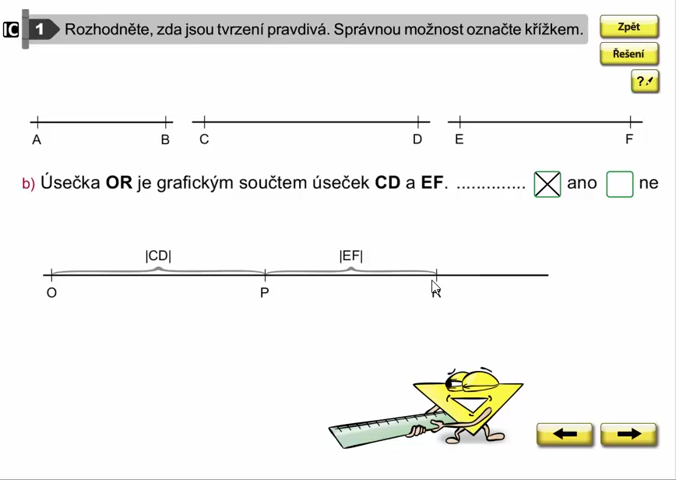 1 Rozhodněte, zda jsou tvrzení pravdivá. Správnou možnost označte křížkem.
Zpět
Řešení
?
A B C D E F
b) Úsečka OR je grafickým součtem úseček CD a EF. .............. ano ne
|CD| |EF|
O P R